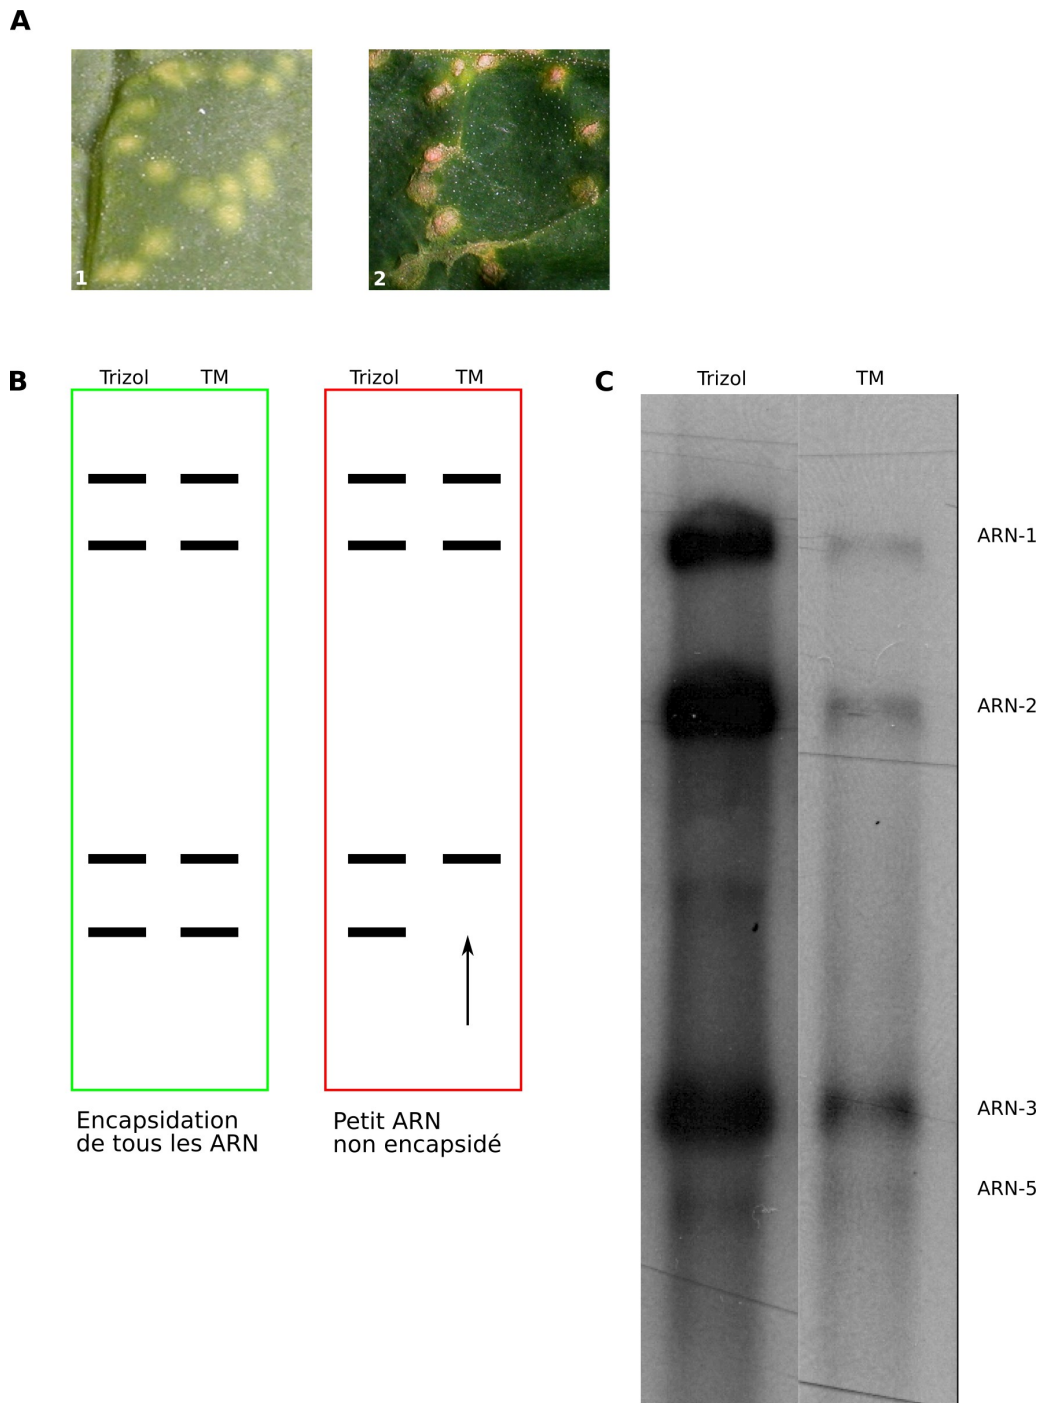 A
1
2
B
Trizol TM
Trizol TM
Encapsidation
de tous les ARN
Petit ARN
non encapsidé
C
Trizol TM
ARN-1
ARN-2
ARN-3
ARN-5